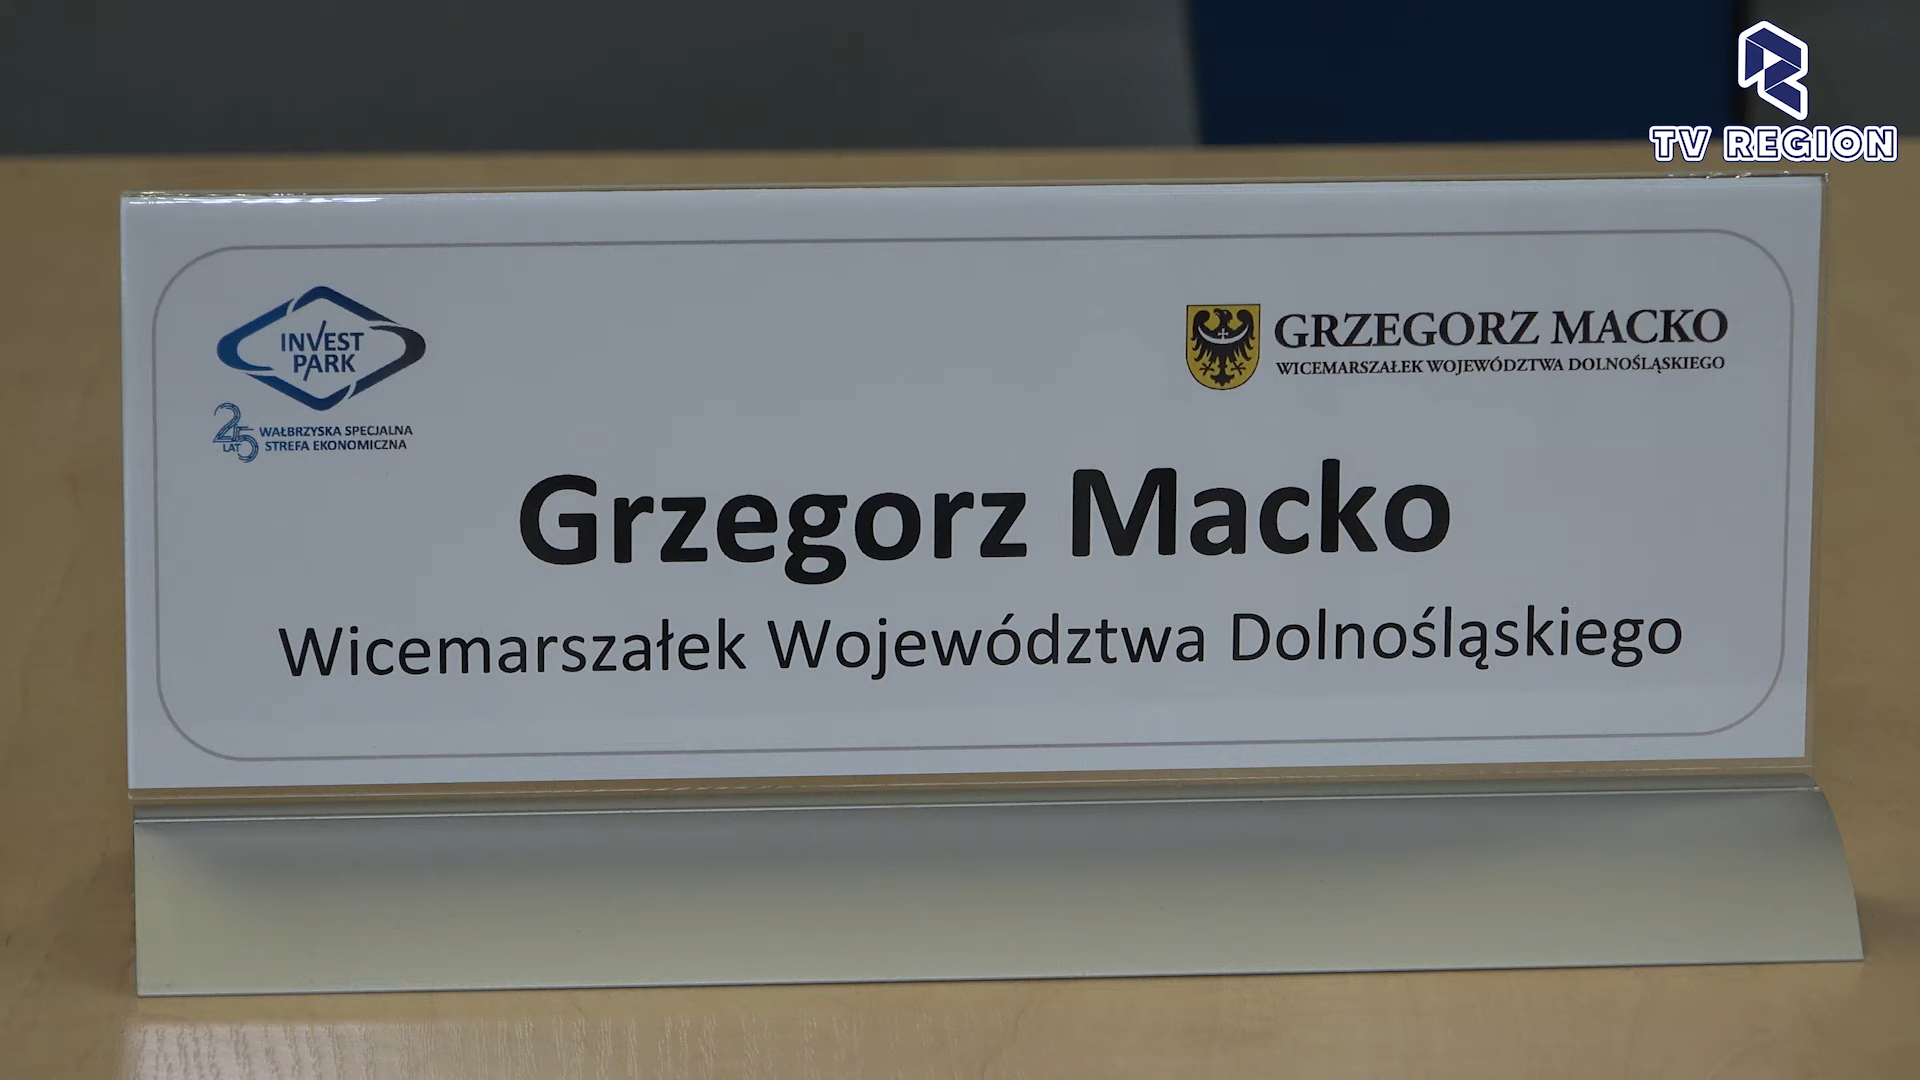 TV REGION
INVEST
PARK
25
LAT
WAŁBRZYSKA SPECJALNA
STREFA EKONOMICZNA
GRZEGORZ MACKO
WICEMARSZAŁEK WOJEWÓDZTWA DOLNOŚLĄSKIEGO
Grzegorz Macko
Wicemarszałek Województwa Dolnośląskiego